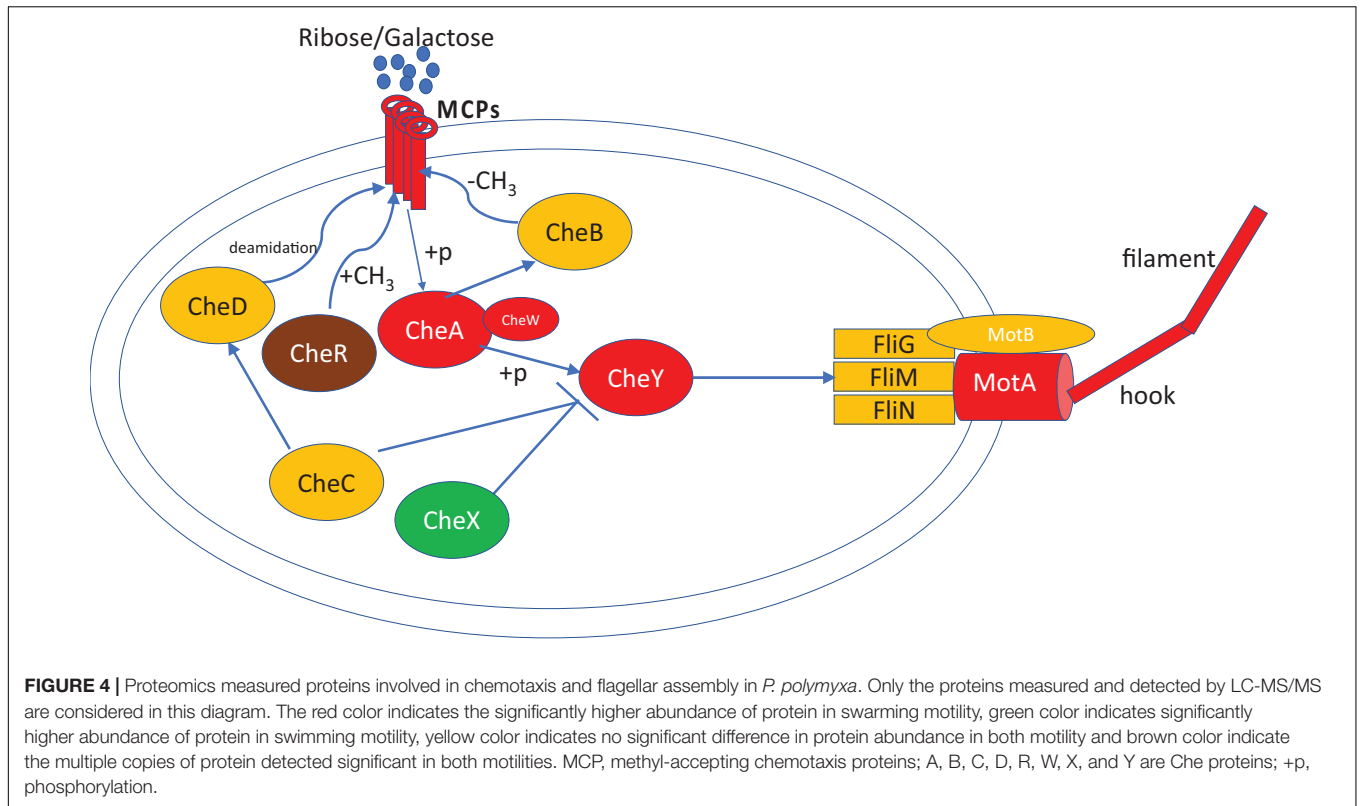 Ribose/Galactose
MCPs
-CH₃
deamidation
+p
CheB
+CH₃
CheD
CheA
CheW
CheR
+p
CheY
CheC
CheX
FliG
FliM
FliN
MotB
MotA
filament
hook
FIGURE 4 | Proteomics measured proteins involved in chemotaxis and flagellar assembly in P. polymyxa. Only the proteins measured and detected by LC-MS/MS
are considered in this diagram. The red color indicates the significantly higher abundance of protein in swarming motility, green color indicates significantly
higher abundance of protein in swimming motility, yellow color indicates no significant difference in protein abundance in both motility and brown color indicate
the multiple copies of protein detected significant in both motilities. MCP, methyl-accepting chemotaxis proteins; A, B, C, D, R, W, X, and Y are Che proteins; +p,
phosphorylation.